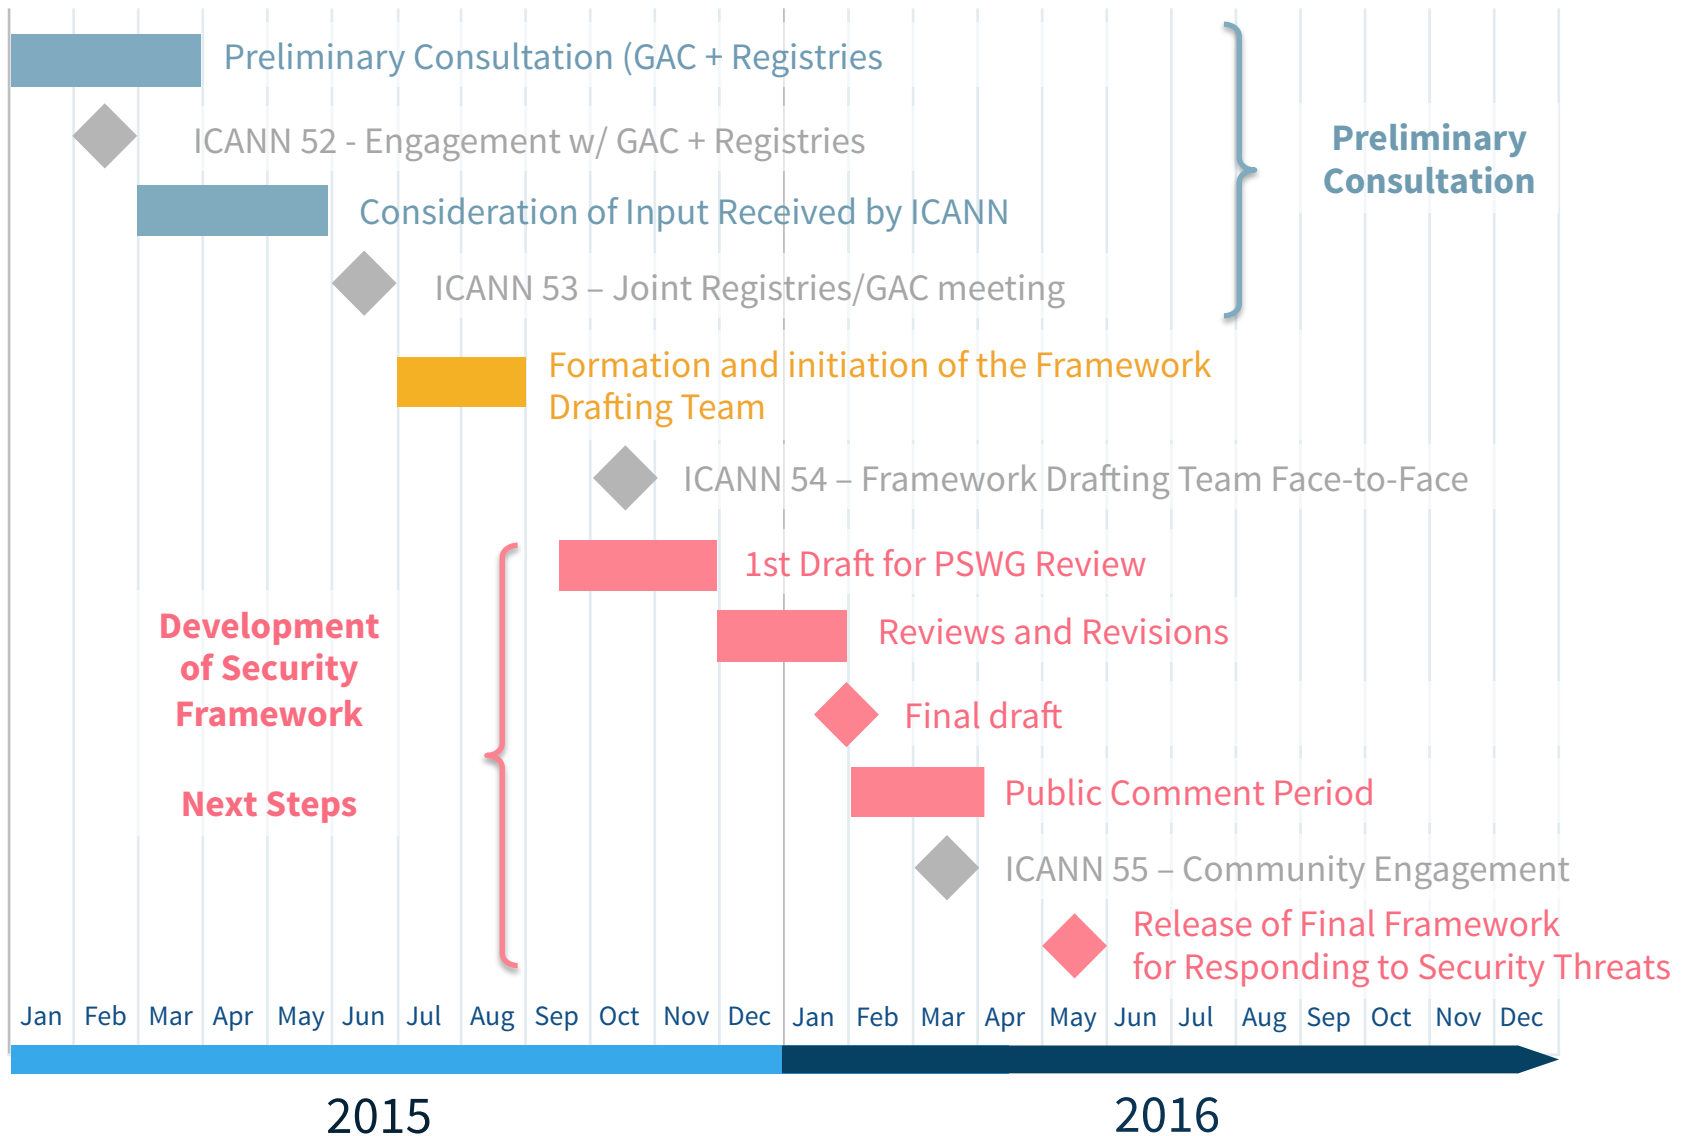 Preliminary Consultation (GAC + Registries
ICANN 52 - Engagement w/ GAC + Registries
Preliminary
Consultation
Consideration of Input Received by ICANN
ICANN 53 – Joint Registries/GAC meeting
Formation and initiation of the Framework
Drafting Team
ICANN 54 – Framework Drafting Team Face-to-Face
1st Draft for PSWG Review
Development
of Security
Framework
Next Steps
Reviews and Revisions
Final draft
Public Comment Period
ICANN 55 – Community Engagement
Release of Final Framework
for Responding to Security Threats
Jan Feb Mar Apr May Jun Jul Aug Sep Oct Nov Dec Jan Feb Mar Apr May Jun Jul Aug Sep Oct Nov Dec
2015 2016